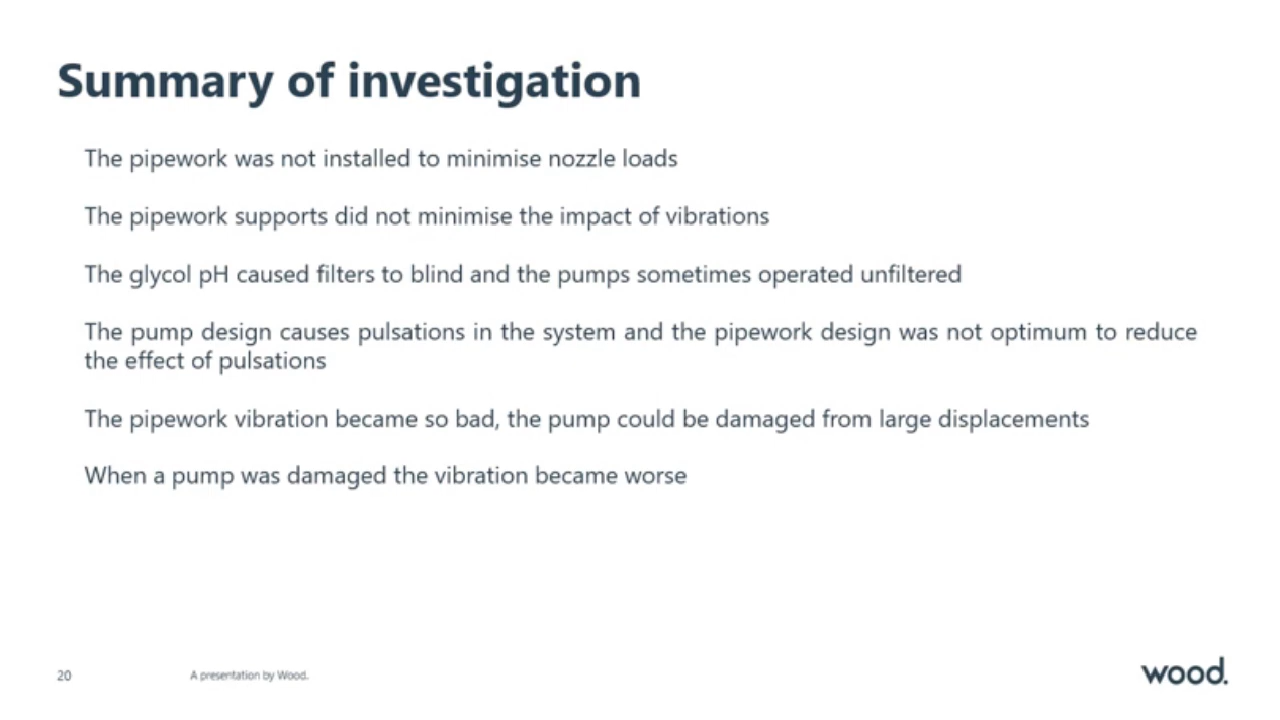 Summary of investigation
The pipework was not installed to minimise nozzle loads
The pipework supports did not minimise the impact of vibrations
The glycol pH caused filters to blind and the pumps sometimes operated unfiltered
The pump design causes pulsations in the system and the pipework design was not optimum to reduce
the effect of pulsations
The pipework vibration became so bad, the pump could be damaged from large displacements
When a pump was damaged the vibration became worse
20
A presentation by Wood.
wood.